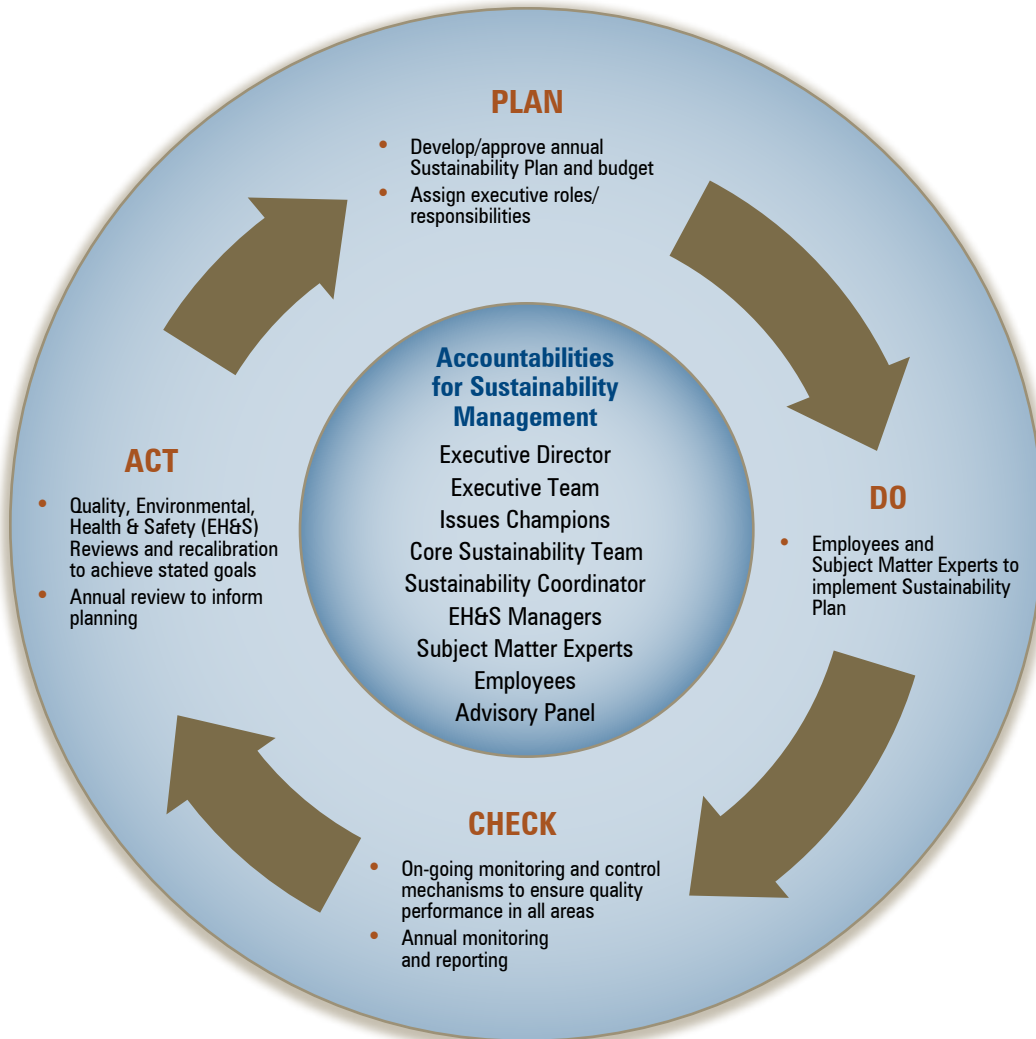 PLAN
• Develop/approve annual
Sustainability Plan and budget
• Assign executive roles/
responsibilities
Accountabilities
for Sustainability
Management
Executive Director
Executive Team
Issues Champions
Core Sustainability Team
Sustainability Coordinator
EH&S Managers
Subject Matter Experts
Employees
Advisory Panel
DO
• Employees and
Subject Matter Experts to
implement Sustainability
Plan
CHECK
• On-going monitoring and control
mechanisms to ensure quality
performance in all areas
• Annual monitoring
and reporting
ACT
• Quality, Environmental,
Health & Safety (EH&S)
Reviews and recalibration
to achieve stated goals
• Annual review to inform
planning